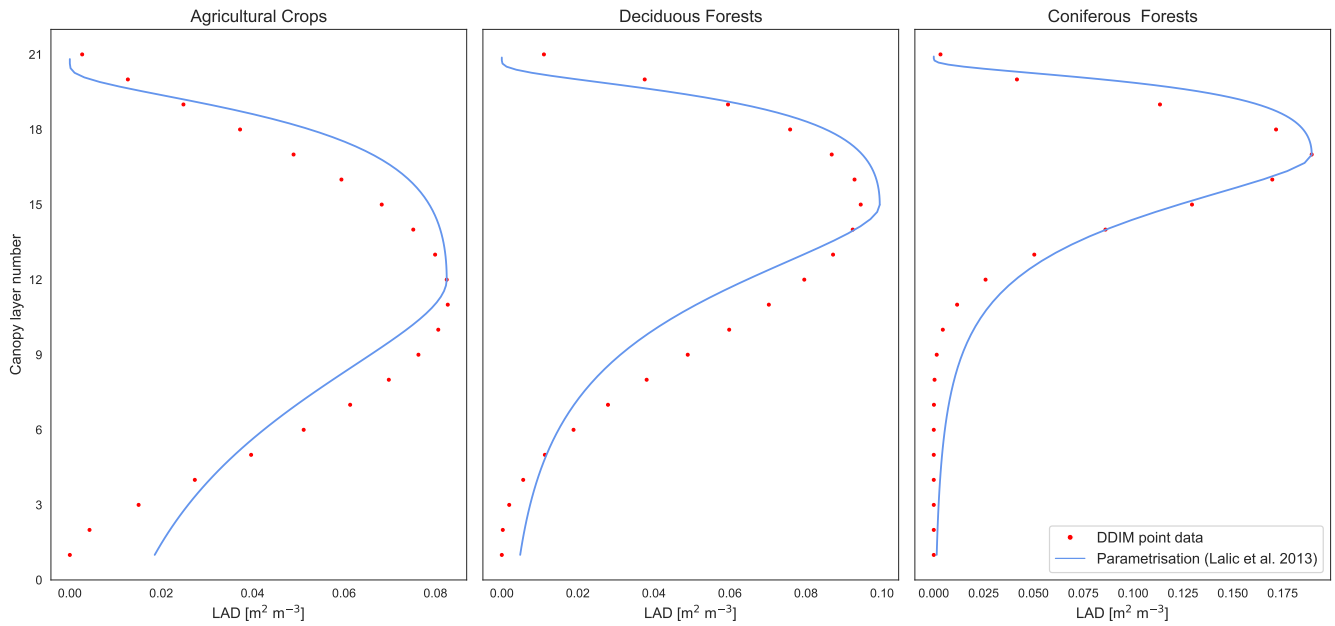 Agricultural Crops
Deciduous Forests
Coniferous  Forests
Canopy layer number
21
18
15
12
9
6
3
0
0.00 0.02 0.04 0.06 0.08
LAD [m² m⁻³]
0.00 0.02 0.04 0.06 0.08 0.10
LAD [m² m⁻³]
0.000 0.025 0.050 0.075 0.100 0.125 0.150 0.175
LAD [m² m⁻³]
DDIM point data
Parametrisation (Lalic et al. 2013)